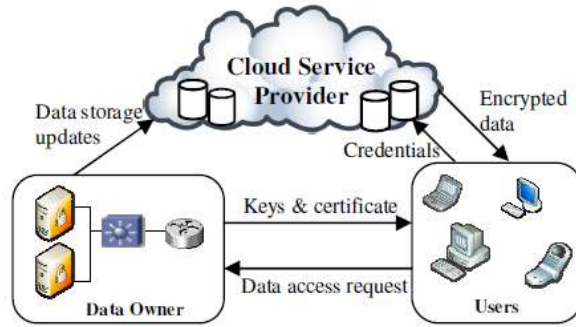 Cloud Service
Provider
Data storage
updates
Encrypted
data
Credentials
Keys & certificate
Data access request
Data Owner
Users